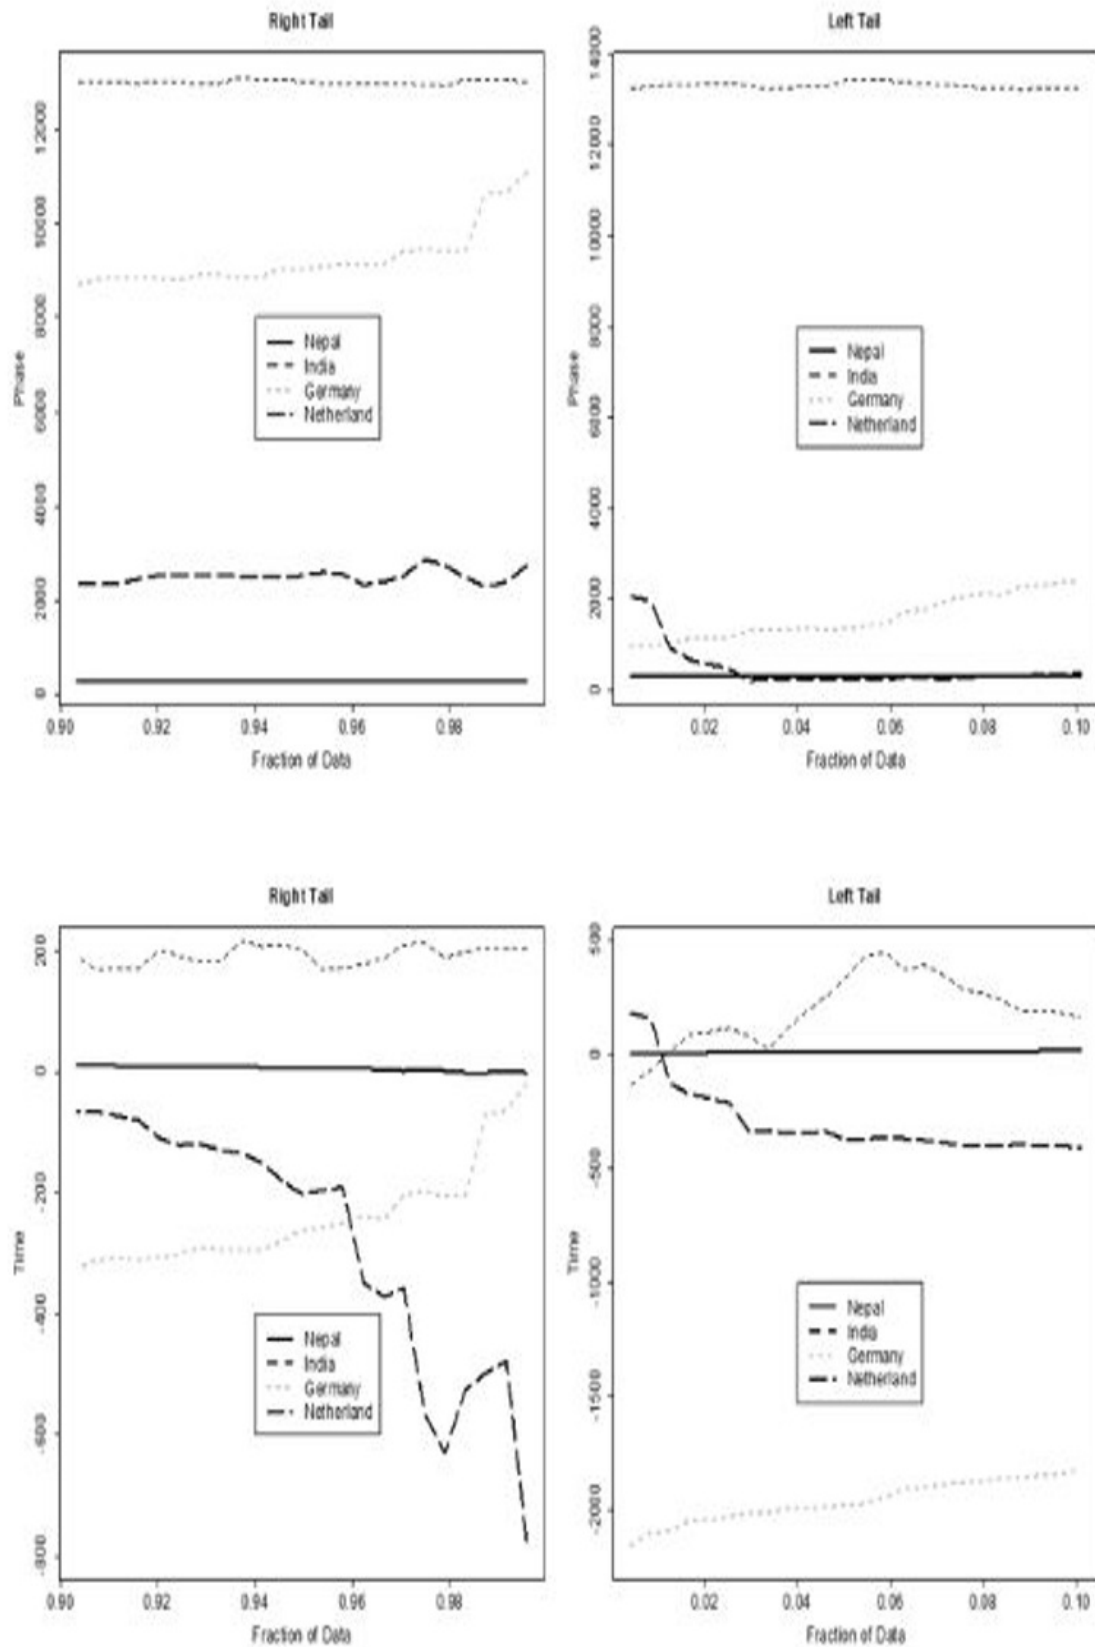 Right Tail
Phase
0 2000 4000 6000 8000 10000 12000
Nepal
India
Germany
Netherland
0.90 0.92 0.94 0.96 0.98
Fraction of Data
Left Tail
Phase
0 2000 4000 6000 8000 10000 12000 14000
Nepal
India
Germany
Netherland
0.02 0.04 0.06 0.08 0.10
Fraction of Data
Right Tail
Time
-800 -600 -400 -200 0 200
Nepal
India
Germany
Netherland
0.90 0.92 0.94 0.96 0.98
Fraction of Data
Left Tail
Time
-2000 -1500 -1000 -500 0 500
Nepal
India
Germany
Netherland
0.02 0.04 0.06 0.08 0.10
Fraction of Data